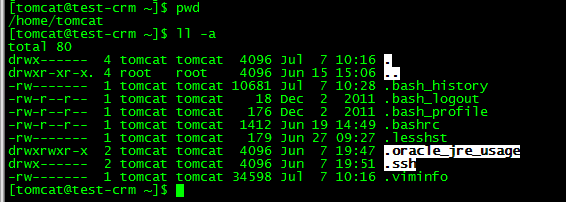 [tomcat@test-crm ~]$ pwd
/home/tomcat
[tomcat@test-crm ~]$ ll -a
total 80
drwx------  4 tomcat tomcat  4096 Jul  7 10:16 .
drwxr-xr-x. 4 root   root    4096 Jun 15 15:06 ..
-rw-------  1 tomcat tomcat 10681 Jul  7 10:28 .bash_history
-rw-r--r--  1 tomcat tomcat    18 Dec  2  2011 .bash_logout
-rw-r--r--  1 tomcat tomcat   176 Dec  2  2011 .bash_profile
-rw-r--r--  1 tomcat tomcat  1412 Jun 19 14:49 .bashrc
-rw-------  1 tomcat tomcat   179 Jun 27 09:27 .lesshst
drwxrwxr-x  2 tomcat tomcat  4096 Jun  7 19:47 .oracle_jre_usage
drwx------  2 tomcat tomcat  4096 Jun  7 19:51 .ssh
-rw-------  1 tomcat tomcat 34598 Jul  7 10:16 .viminfo
[tomcat@test-crm ~]$